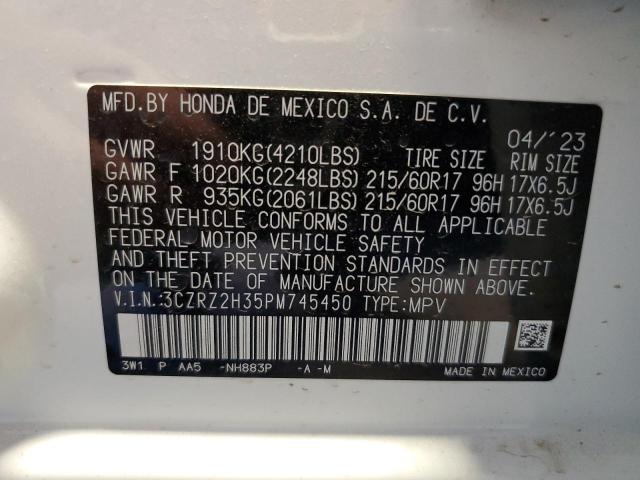 MFD.BY HONDA DE MEXICO S.A. DE C.V.
04/'23
GVWR 1910KG(4210LBS) TIRE SIZE RIM SIZE
GAWR F 1020KG(2248LBS) 215/60R17 96H 17X6.5J
GAWR R 935KG(2061LBS) 215/60R17 96H 17X6.5J
THIS VEHICLE CONFORMS TO ALL APPLICABLE
FEDERAL MOTOR VEHICLE SAFETY
AND THEFT PREVENTION STANDARDS IN EFFECT
ON THE DATE OF MANUFACTURE SHOWN ABOVE.
V.I.N.:3CZRZ2H35PM745450 TYPE:MPV
3W1 P AA5 -NH883P -A -M
MADE IN MEXICO